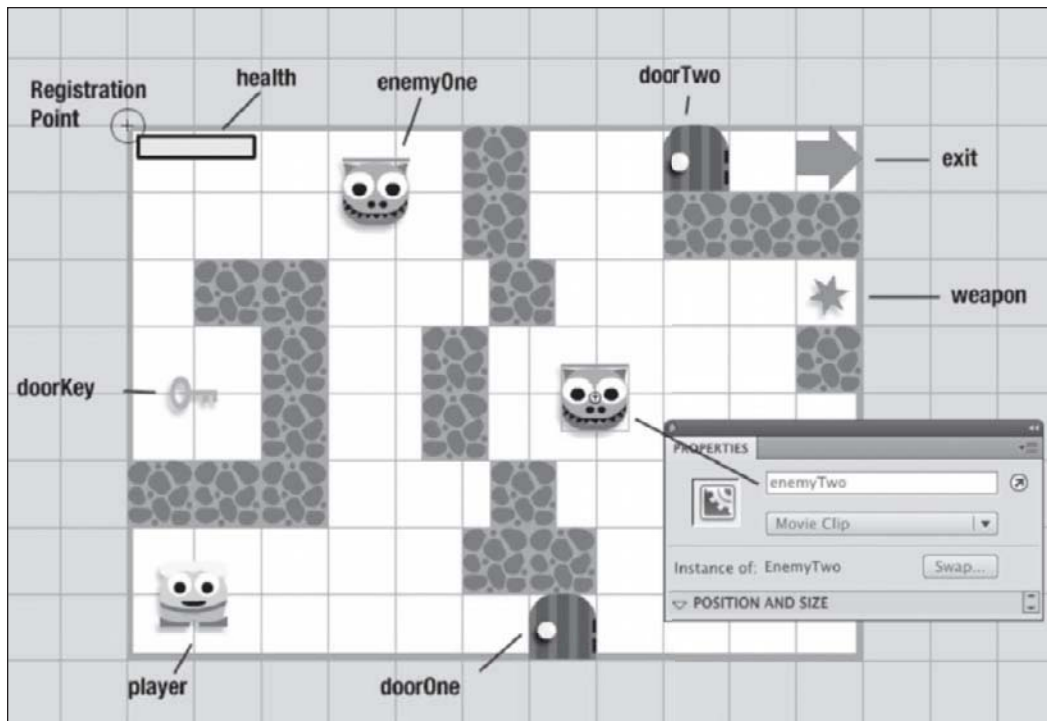 Registration
Point
health
enemyOne
doorTwo
exit
weapon
doorKey
PROPERTIES
enemyTwo
Movie Clip
Instance of: EnemyTwo
Swap...
POSITION AND SIZE
player
doorOne